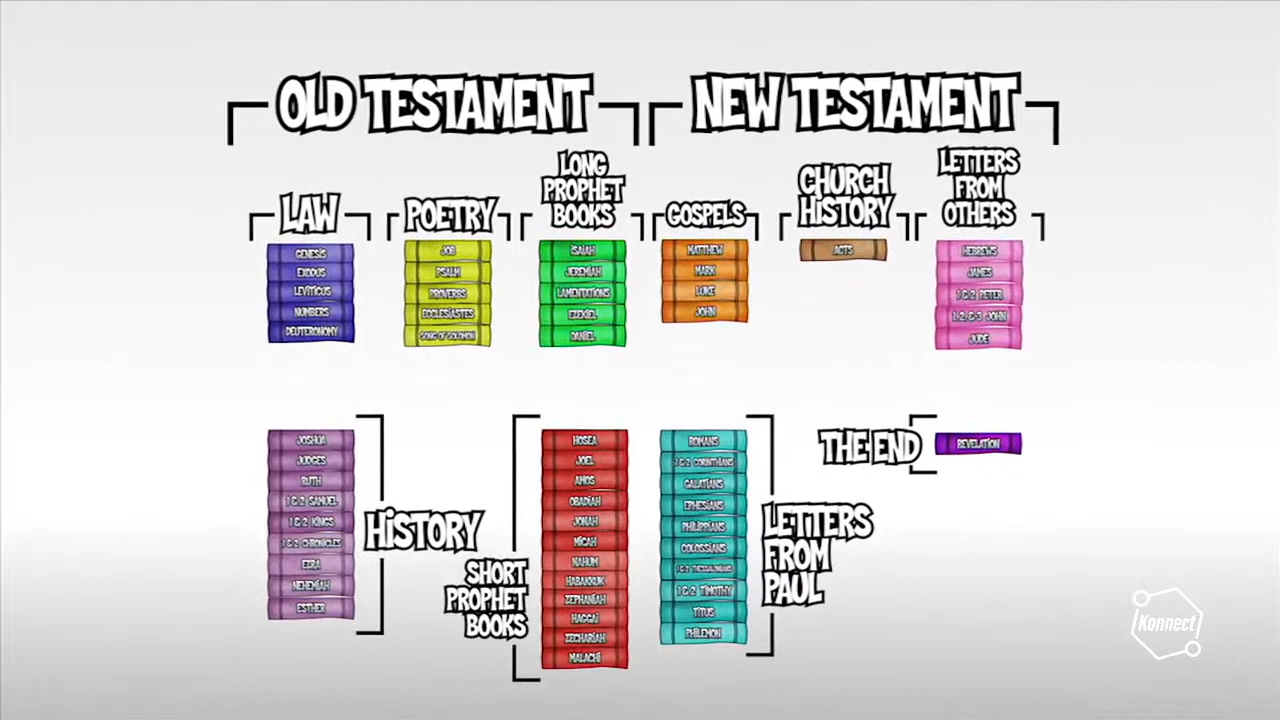 OLD TESTAMENT
NEW TESTAMENT
LAW
GENESIS
EXODUS
LEVITICUS
NUMBERS
DEUTERONOMY
POETRY
JOB
PSALM
PROVERBS
ECCLESIASTES
SONG OF SOLOMON
LONG
PROPHET
BOOKS
ISAIAH
JEREMIAH
LAMENTATIONS
EZEKIEL
DANIEL
GOSPELS
MATTHEW
MARK
LUKE
JOHN
CHURCH
HISTORY
ACTS
LETTERS
FROM
OTHERS
HEBREWS
JAMES
1 & 2 PETER
1, 2, & 3 JOHN
JUDE
HISTORY
JOSHUA
JUDGES
RUTH
1 & 2 SAMUEL
1 & 2 KINGS
1 & 2 CHRONICLES
EZRA
NEHEMIAH
ESTHER
SHORT
PROPHET
BOOKS
HOSEA
JOEL
AMOS
OBADIAH
JONAH
MICAH
NAHUM
HABAKKUK
ZEPHANIAH
HAGGAI
ZECHARIAH
MALACHI
LETTERS
FROM
PAUL
ROMANS
1 & 2 CORINTHIANS
GALATIANS
EPHESIANS
PHILIPPIANS
COLOSSIANS
1 & 2 THESSALONIANS
1 & 2 TIMOTHY
TITUS
PHILEMON
THE END
REVELATION
Konnect